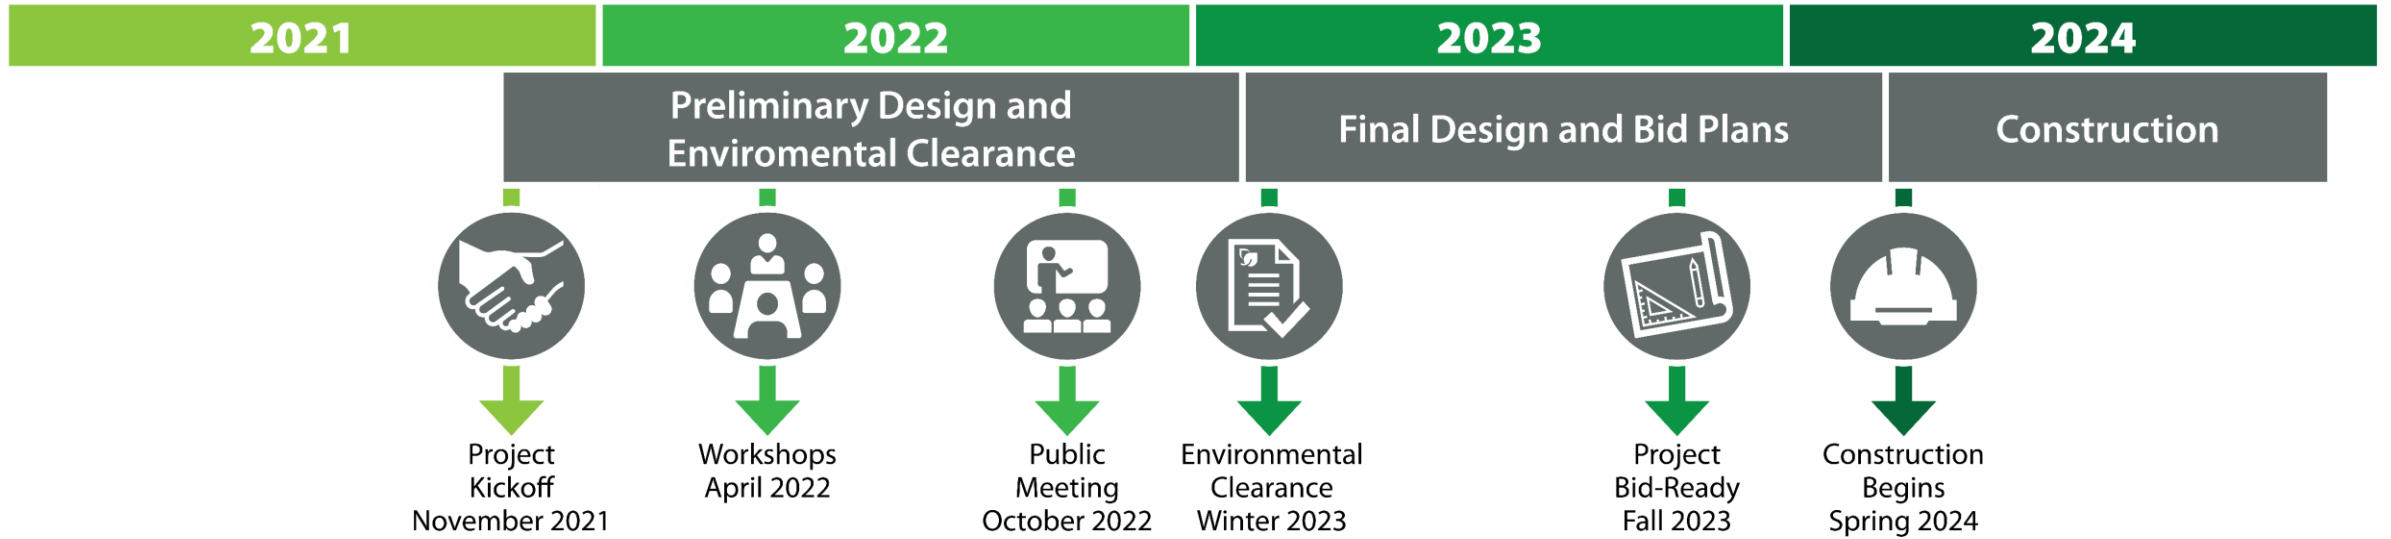 2021
2022
2023
2024
Preliminary Design and
Enviromental Clearance
Final Design and Bid Plans
Construction
Project
Kickoff
November 2021
Workshops
April 2022
Public
Meeting
October 2022
Environmental
Clearance
Winter 2023
Project
Bid-Ready
Fall 2023
Construction
Begins
Spring 2024